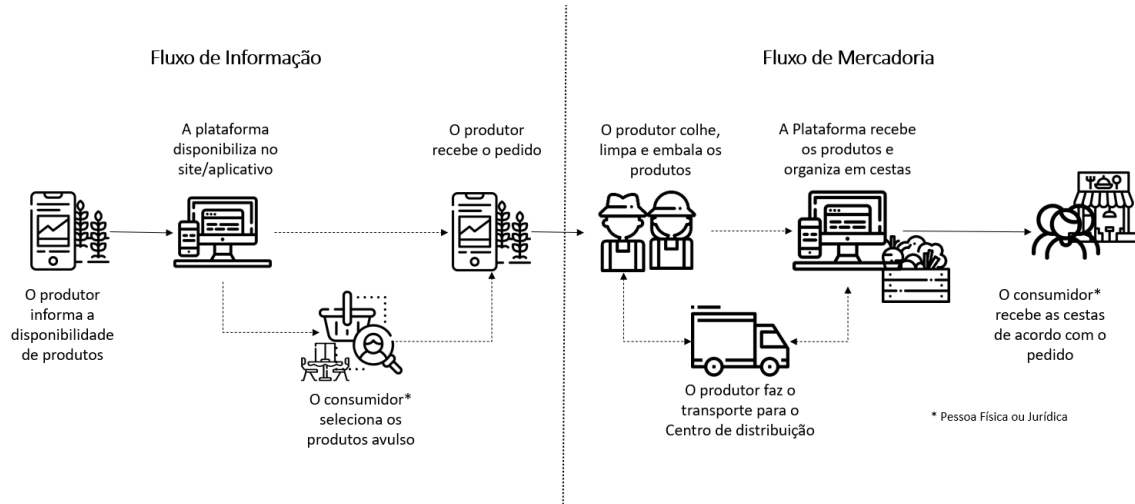 Fluxo de Informação
A plataforma
disponibiliza no
site/aplicativo
O produtor
recebe o pedido
O produtor
informa a
disponibilidade
de produtos
O consumidor*
seleciona os
produtos avulso
Fluxo de Mercadoria
O produtor colhe,
limpa e embala os
produtos
A Plataforma recebe
os produtos e
organiza em cestas
O produtor faz o
transporte para o
Centro de distribuição
O consumidor*
recebe as cestas
de acordo com o
pedido
* Pessoa Física ou Jurídica